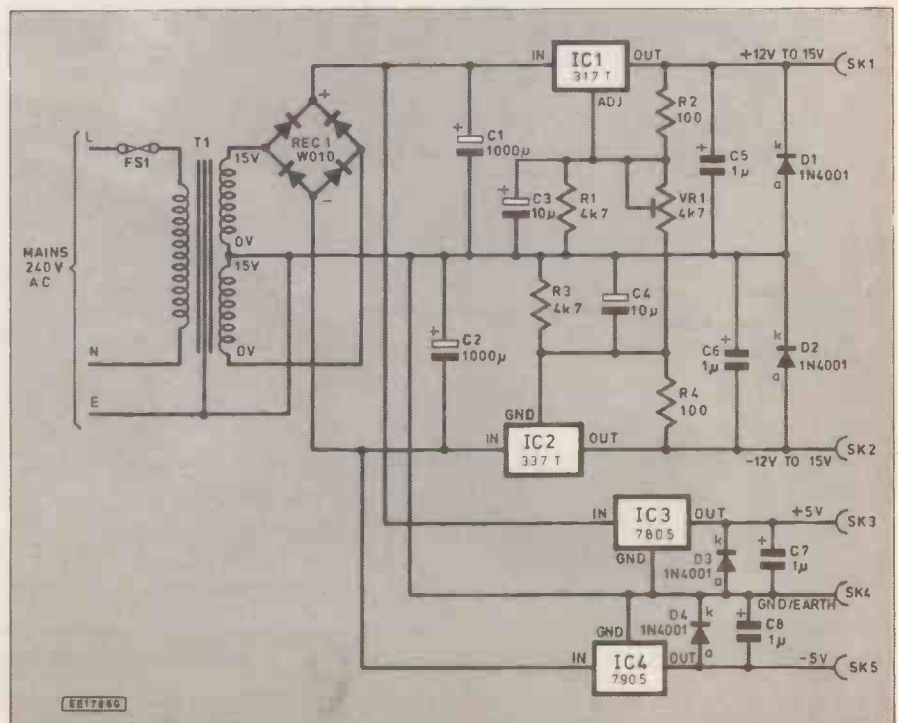 MAINS
240V
AC
L
FS1
N
E
T1
15V
0V
15V
0V
+
REC 1
W010
-
+
C1
1000µ
+
C2
1000µ
IN
IC1
317T
OUT
ADJ
+
C3
10µ
R1
4k7
R2
100
VR1
4k7
+
C5
1µ
k
D1
1N4001
a
+12V TO 15V
SK1
R3
4k7
C4
10µ
+
C6
1µ
k
D2
1N4001
a
R4
100
GND
IN
IC2
337T
OUT
-12V TO 15V
SK2
IN
IC3
7805
OUT
GND
k
D3
1N4001
a
+
C7
1µ
+5V
SK3
GND/EARTH
SK4
GND
IN
IC4
7905
OUT
k
D4
1N4001
a
+
C8
1µ
-5V
SK5
EE1786G